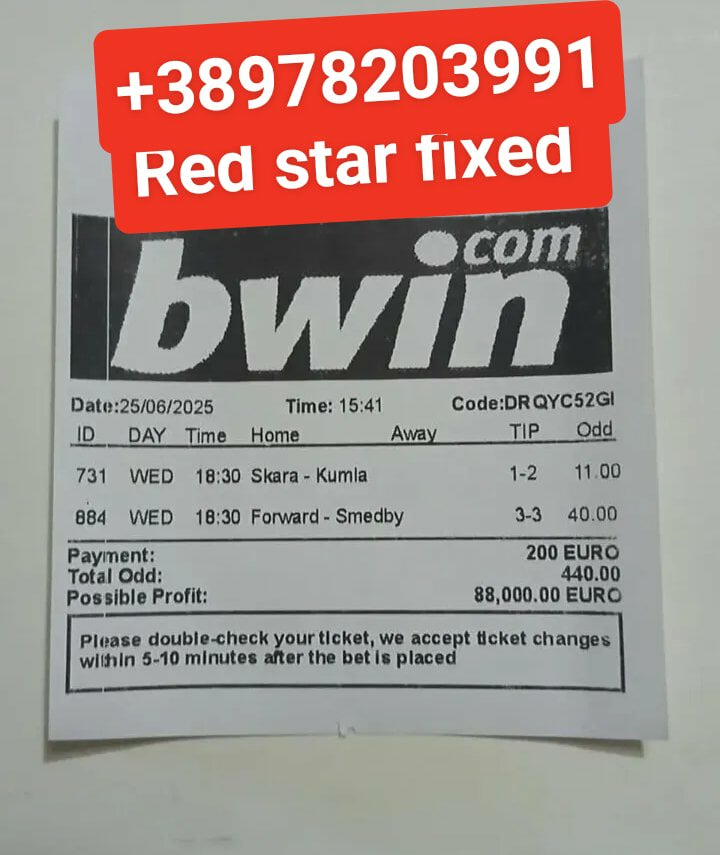 +38978203991
Red star fixed
bwin.com
Date:25/06/2025 Time: 15:41 Code:DRQYC52GI
ID DAY Time Home Away TIP Odd
731 WED 18:30 Skara - Kumla 1-2 11.00
884 WED 18:30 Forward - Smedby 3-3 40.00
Payment: 200 EURO
Total Odd: 440.00
Possible Profit: 88,000.00 EURO
Please double-check your ticket, we accept ticket changes
within 5-10 minutes after the bet is placed